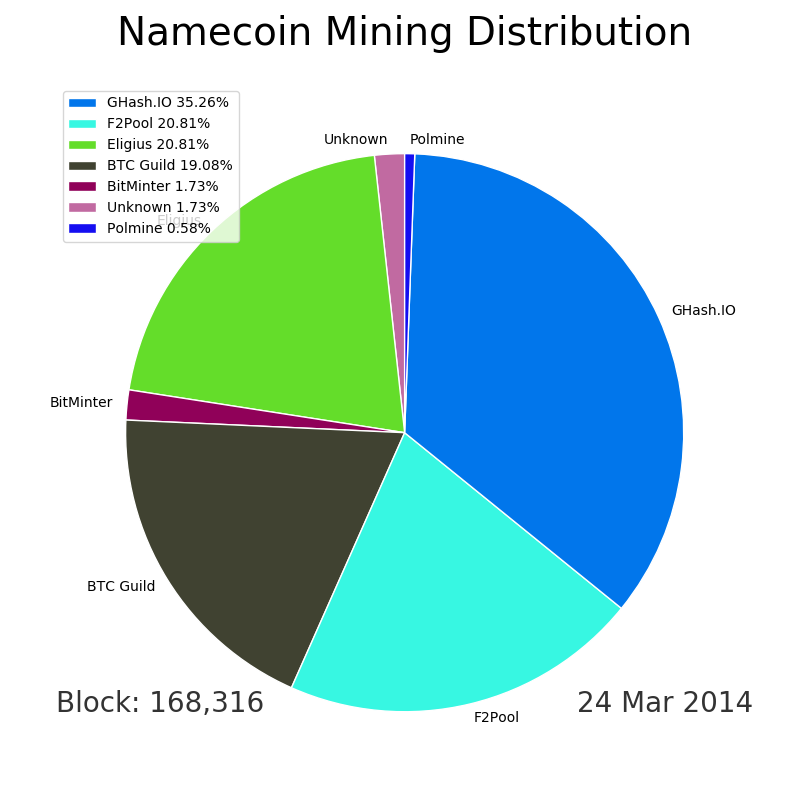 Namecoin Mining Distribution
GHash.IO 35.26%
F2Pool 20.81%
Eligius 20.81%
BTC Guild 19.08%
BitMinter 1.73%
Unknown 1.73%
Polmine 0.58%
Unknown
Polmine
Eligius
GHash.IO
BitMinter
BTC Guild
F2Pool
Block: 168,316
24 Mar 2014